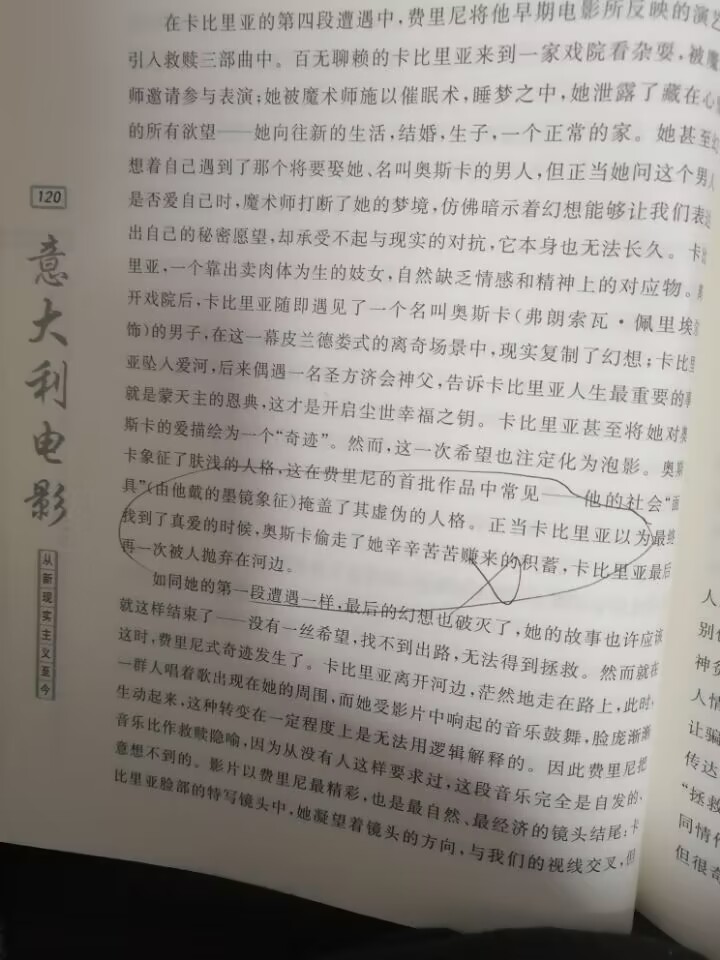 在卡比里亚的第四段遭遇中，费里尼将他早期电影所反映的演
引入救赎三部曲中。百无聊赖的卡比里亚来到一家戏院看杂耍，被魔
师邀请参与表演；她被魔术师施以催眠术，睡梦之中，她泄露了藏在心
的所有欲望——她向往新的生活，结婚，生子，一个正常的家。她甚至幻
想着自己遇到了那个将要娶她、名叫奥斯卡的男人，但正当她问这个男人
是否爱自己时，魔术师打断了她的梦境，仿佛暗示着幻想能够让我们表达
出自己的秘密愿望，却承受不起与现实的对抗，它本身也无法长久。卡比
里亚，一个靠出卖肉体为生的妓女，自然缺乏情感和精神上的对应物。
开戏院后，卡比里亚随即遇见了一个名叫奥斯卡（弗朗索瓦·佩里埃
饰）的男子，在这一幕皮兰德娄式的离奇场景中，现实复制了幻想；卡比里
亚坠入爱河，后来偶遇一名圣方济会神父，告诉卡比里亚人生最重要的事
就是蒙天主的恩典，这才是开启尘世幸福之钥。卡比里亚甚至将她对奥
斯卡的爱描绘为一个“奇迹”。然而，这一次希望也注定化为泡影。奥斯
卡象征了肤浅的人格，这在费里尼的首批作品中常见——他的社会“面
具”（由他戴的墨镜象征）掩盖了其虚伪的人格。正当卡比里亚以为最终
找到了真爱的时候，奥斯卡偷走了她辛辛苦苦赚来的积蓄，卡比里亚最后
再一次被人抛弃在河边。
如同她的第一段遭遇一样，最后的幻想也破灭了，她的故事也许应该
就这样结束了——没有一丝希望，找不到出路，无法得到拯救。然而就在
这时，费里尼式奇迹发生了。卡比里亚离开河边，茫然地走在路上，此时，
一群人唱着歌出现在她的周围，而她受影片中响起的音乐鼓舞，脸庞渐渐
生动起来，这种转变在一定程度上是无法用逻辑解释的。因此费里尼把
音乐比作救赎隐喻，因为从没有人这样要求过，这段音乐完全是自发的、
意想不到的。影片以费里尼最精彩，也是最自然、最经济的镜头结尾：卡
比里亚脸部的特写镜头中，她凝望着镜头的方向，与我们的视线交叉，但
120
意大利电影
从新现实主义至今
人
别
神贫
人情
让骗
传达
“拯救
同情
但很奇